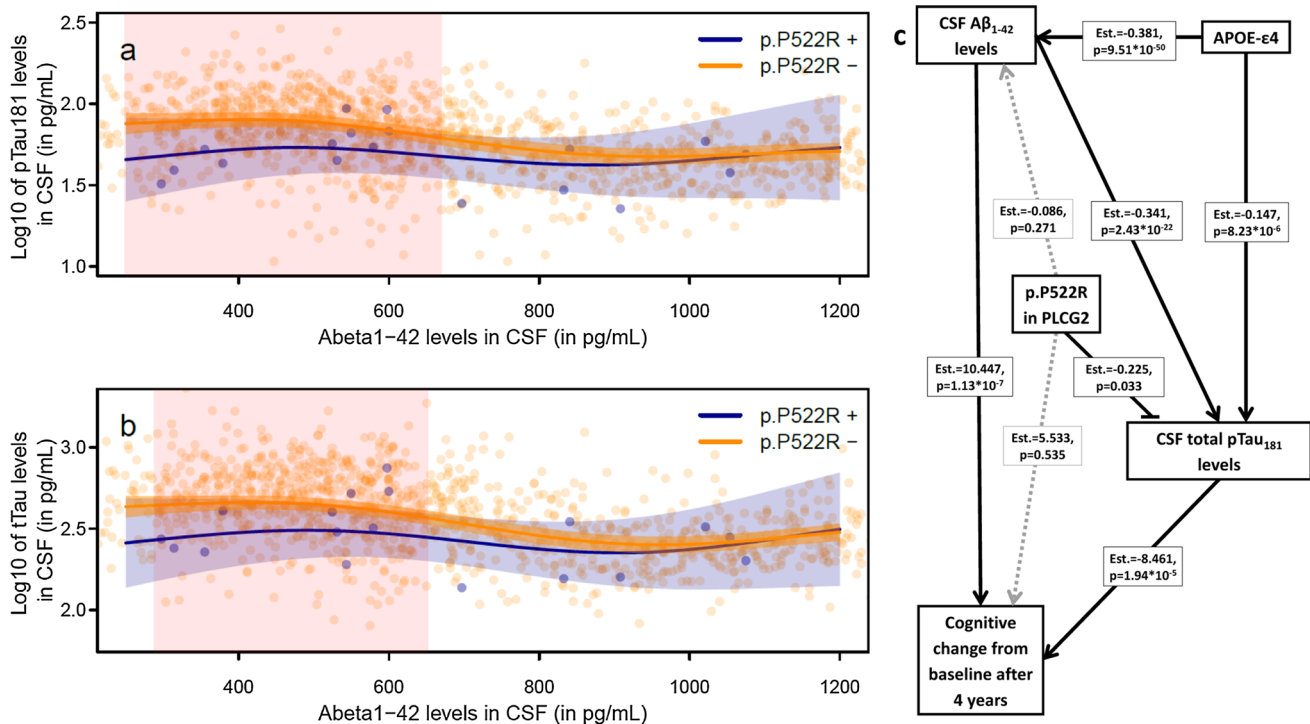 a
p.P522R +
p.P522R −
Log10 of pTau181 levels
in CSF (in pg/mL)
2.5
2.0
1.5
1.0
400
600
800
1000
1200
Abeta1−42 levels in CSF (in pg/mL)
b
p.P522R +
p.P522R −
Log10 of tTau levels
in CSF (in pg/mL)
3.0
2.5
2.0
400
600
800
1000
1200
Abeta1−42 levels in CSF (in pg/mL)
c
CSF Aβ₁₋₄₂
levels
Est.=-0.381,
p=9.51*10⁻⁵⁰
APOE-ε4
Est.=-0.086,
p=0.271
Est.=-0.341,
p=2.43*10⁻²²
Est.=-0.147,
p=8.23*10⁻⁶
p.P522R
in PLCG2
Est.=10.447,
p=1.13*10⁻⁷
Est.=-0.225,
p=0.033
Est.=5.533,
p=0.535
CSF total pTau₁₈₁
levels
Est.=-8.461,
p=1.94*10⁻⁵
Cognitive
change from
baseline after
4 years